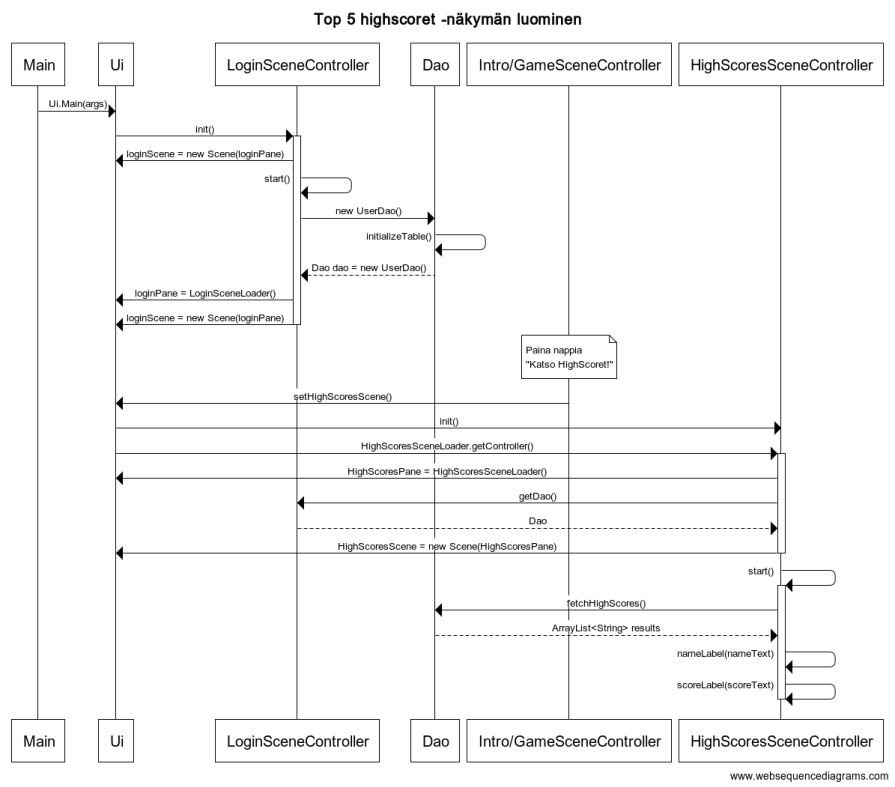 Top 5 highscoret -näkymän luominen
Main
Ui
LoginSceneController
Dao
Intro/GameSceneController
HighScoresSceneController
Ui.Main(args)
init()
loginScene = new Scene(loginPane)
start()
new UserDao()
initializeTable()
Dao dao = new UserDao()
loginPane = LoginSceneLoader()
loginScene = new Scene(loginPane)
Paina nappia
"Katso HighScoret!"
setHighScoresScene()
init()
HighScoresSceneLoader.getController()
HighScoresPane = HighScoresSceneLoader()
getDao()
Dao
HighScoresScene = new Scene(HighScoresPane)
start()
fetchHighScores()
ArrayList<String> results
nameLabel(nameText)
scoreLabel(scoreText)
Main
Ui
LoginSceneController
Dao
Intro/GameSceneController
HighScoresSceneController
www.websequencediagrams.com